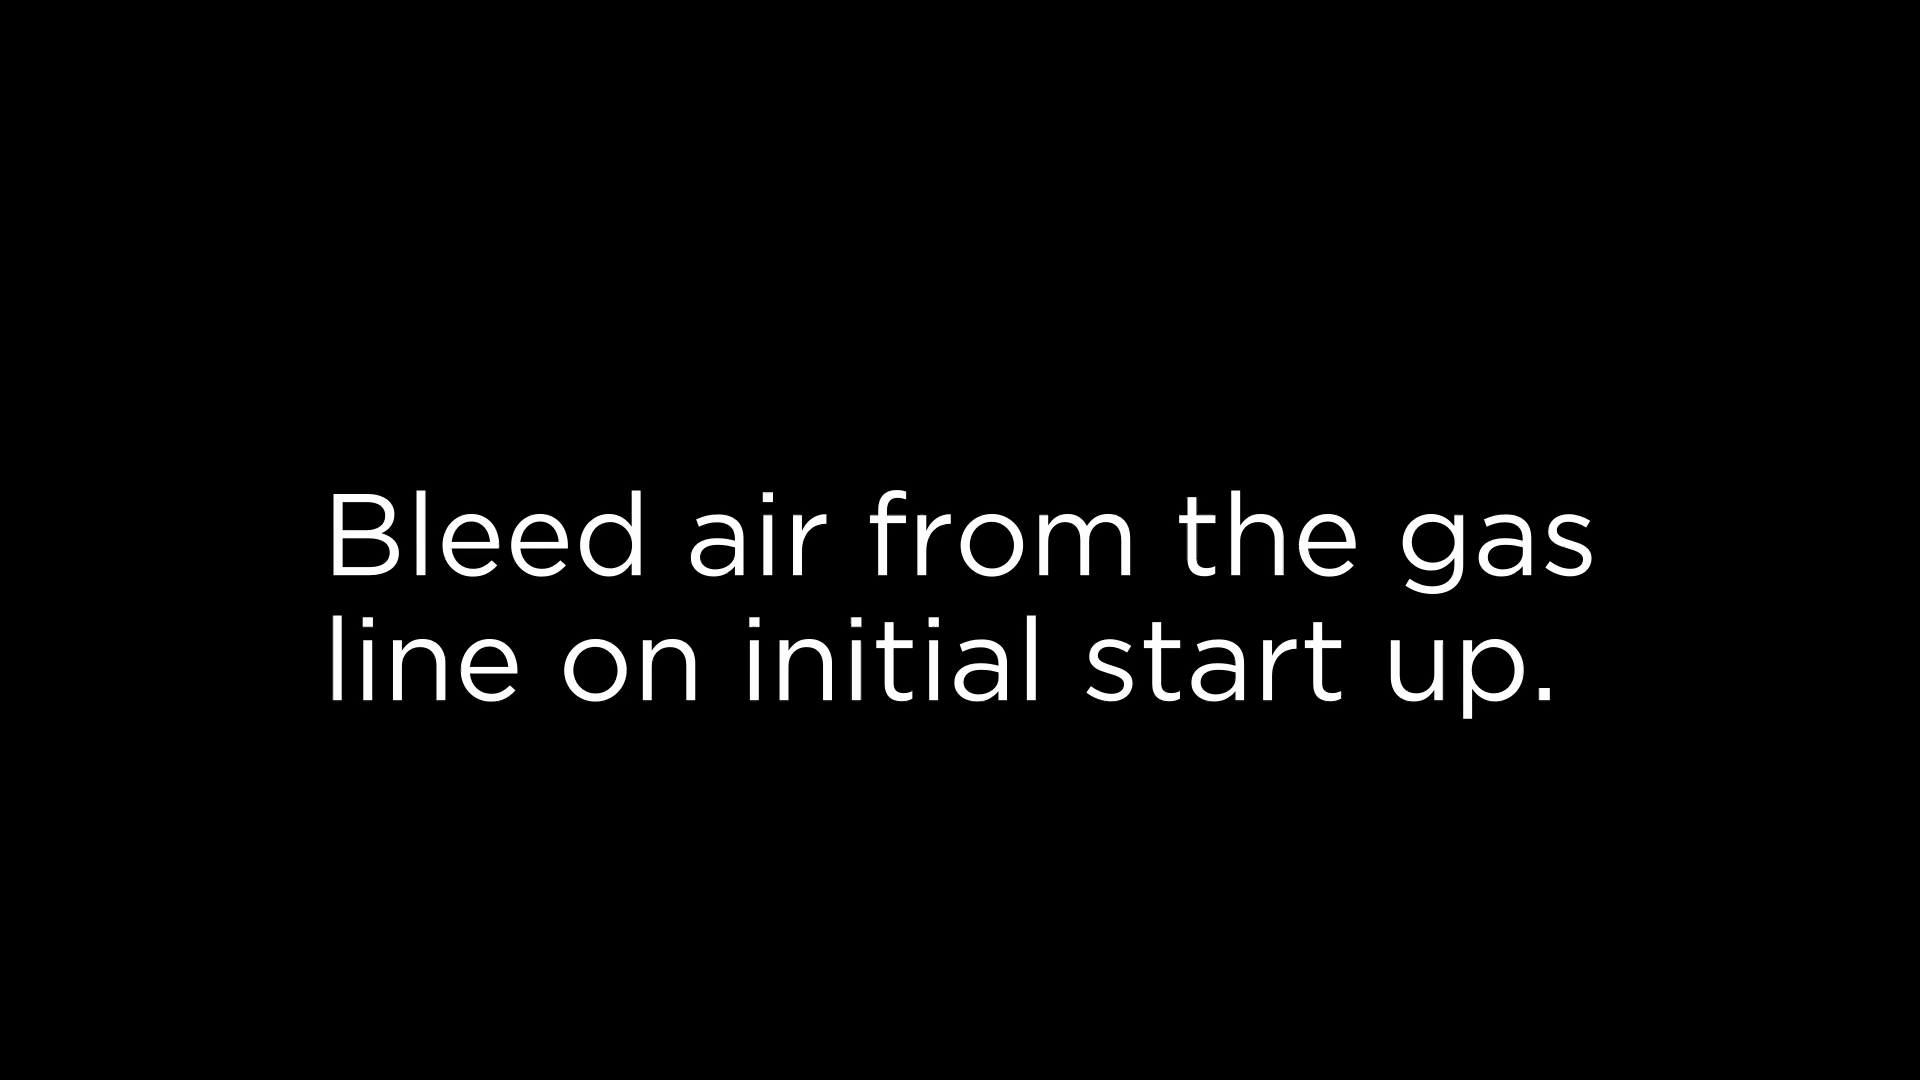 Bleed air from the gas
line on initial start up.